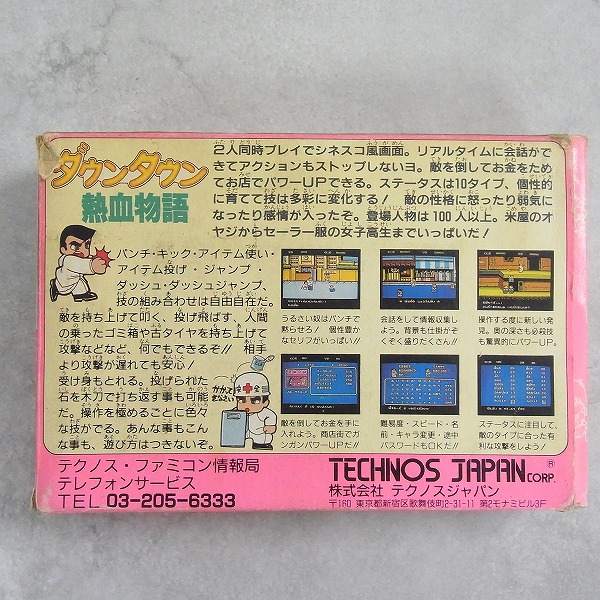 ダウンタウン
熱血物語
2人同時プレイでシネスコ風画面。リアルタイムに会話が
できてアクションもストップしないヨ。敵を倒してお金をため
てお店でパワーUPできる。ステータスは10タイプ、個性的
に育てて技は多彩に変化する! 敵の性格に怒ったり弱気に
なったり感情が入ったぞ。登場人物は100人以上。米屋のオ
ヤジからセーラー服の女子高生までいっぱいだ!
パンチ・キック・アイテム使い・
アイテム投げ・ジャンプ・
ダッシュ・ダッシュジャンプ、
技の組み合わせは自由自在だ。
敵を持ち上げて叩く、投げ飛ばす、人間
の乗ったゴミ箱や古タイヤを持ち上げて
攻撃などなど、何でもできるぞ!! 相手
より攻撃が遅れても安心!
受け身もとれる。投げられた
石を木刀で打ち返す事も可能
だ。操作を極めることに色々
な技がでる。あんな事もこん
な事も、遊び方はつきないぞ。
かかって
きなさい
うるさい奴はパンチで
黙らせろ! 個性豊か
なセリフがいっぱい!!
会話をして情報収集し
よう。背景も仕掛がぞ
くぞく盛りだくさん!!
操作する度に新しい発
見。奥の深さも必殺技
も驚異的にパワーUP。
敵を倒してお金を手
に入れよう。商店街でガ
ンガンパワーUPだ!!
難易度・スピード・名
前・キャラ変更・途中
パスワードもOKだ!
ステータスに注目して、
敵のタイプに合った有
利な攻撃をしよう。
テクノス・ファミコン情報局
テレフォンサービス
TEL 03-205-6333
TECHNOS JAPAN CORP.®
株式会社 テクノスジャパン
〒160 東京都新宿区歌舞伎町2-31-11 第2モナミビル3F